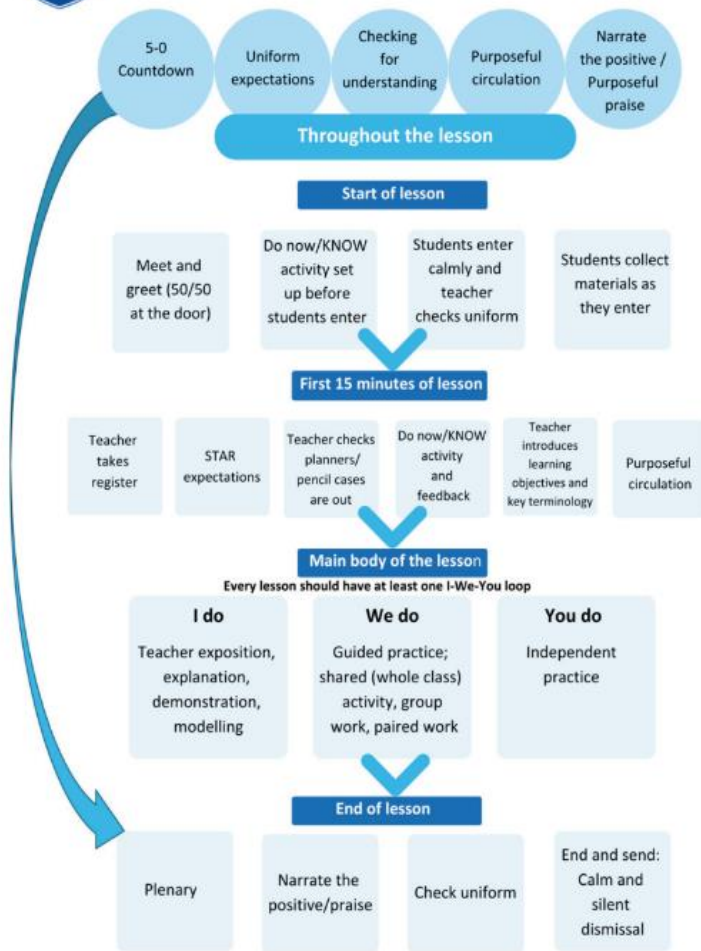 5-0
Countdown
Uniform
expectations
Checking
for
understanding
Purposeful
circulation
Narrate
the positive /
Purposeful
praise
Throughout the lesson
Start of lesson
Meet and
greet (50/50
at the door)
Do now/KNOW
activity set
up before
students enter
Students enter
calmly and
teacher
checks uniform
Students collect
materials as
they enter
First 15 minutes of lesson
Teacher
takes
register
STAR
expectations
Teacher checks
planners/
pencil cases
are out
Do now/KNOW
activity
and
feedback
Teacher
introduces
learning
objectives and
key terminology
Purposeful
circulation
Main body of the lesson
Every lesson should have at least one I-We-You loop
I do
Teacher exposition,
explanation,
demonstration,
modelling
We do
Guided practice;
shared (whole class)
activity, group
work, paired work
You do
Independent
practice
End of lesson
Plenary
Narrate the
positive/praise
Check uniform
End and send:
Calm and
silent
dismissal